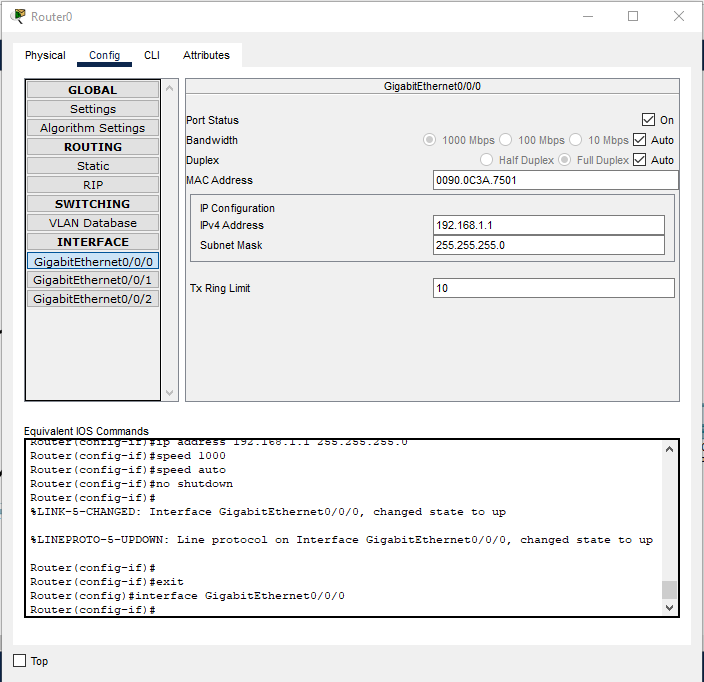 Router0
Physical Config CLI Attributes
GLOBAL
Settings
Algorithm Settings
ROUTING
Static
RIP
SWITCHING
VLAN Database
INTERFACE
GigabitEthernet0/0/0
GigabitEthernet0/0/1
GigabitEthernet0/0/2
GigabitEthernet0/0/0
Port Status On
Bandwidth 1000 Mbps 100 Mbps 10 Mbps Auto
Duplex Half Duplex Full Duplex Auto
MAC Address 0090.0C3A.7501
IP Configuration
IPv4 Address 192.168.1.1
Subnet Mask 255.255.255.0
Tx Ring Limit 10
Equivalent IOS Commands
Router(config-if)#ip address 192.168.1.1 255.255.255.0
Router(config-if)#speed 1000
Router(config-if)#speed auto
Router(config-if)#no shutdown
Router(config-if)#
%LINK-5-CHANGED: Interface GigabitEthernet0/0/0, changed state to up
%LINEPROTO-5-UPDOWN: Line protocol on Interface GigabitEthernet0/0/0, changed state to up
Router(config-if)#
Router(config-if)#exit
Router(config)#interface GigabitEthernet0/0/0
Router(config-if)#
Top